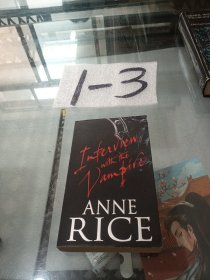 1-3
Interview
with the
Vampire
ANNE
RICE